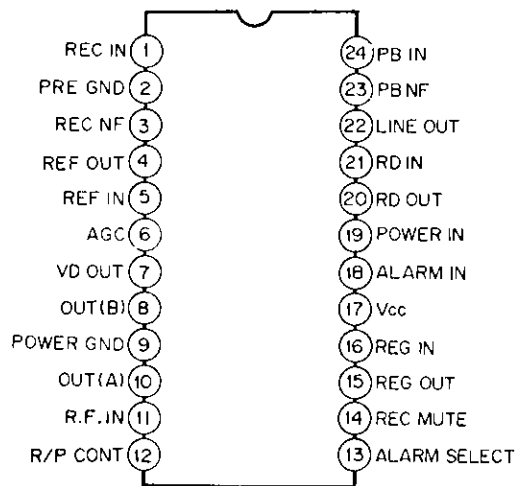 REC IN 1
PRE GND 2
REC NF 3
REF OUT 4
REF IN 5
AGC 6
VD OUT 7
OUT(B) 8
POWER GND 9
OUT(A) 10
R.F. IN 11
R/P CONT 12
24 PB IN
23 PB NF
22 LINE OUT
21 RD IN
20 RD OUT
19 POWER IN
18 ALARM IN
17 Vcc
16 REG IN
15 REG OUT
14 REC MUTE
13 ALARM SELECT